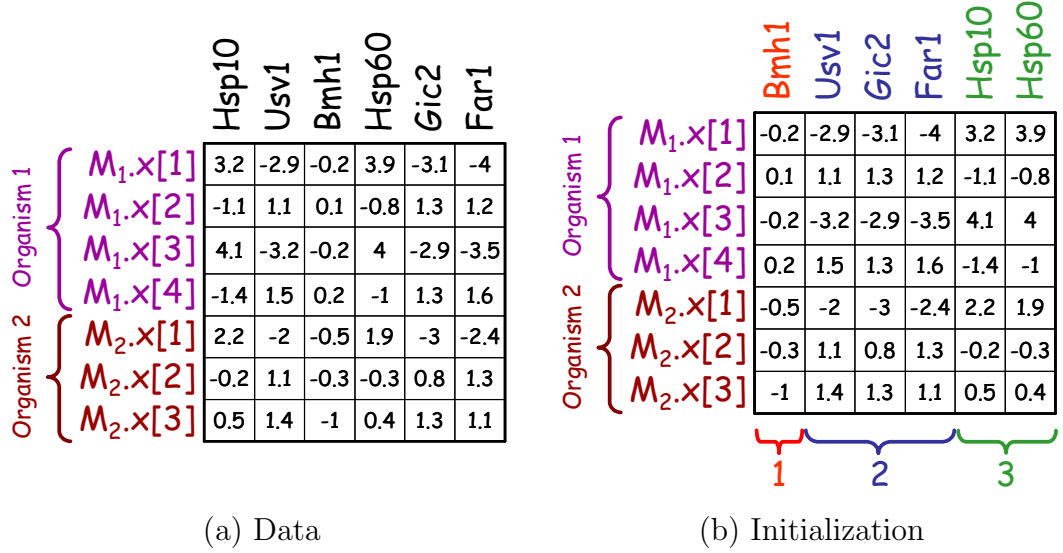 Hsp10 Usv1 Bmh1 Hsp60 Gic2 Far1
Organism 1
M1.x[1] 3.2 -2.9 -0.2 3.9 -3.1 -4
M1.x[2] -1.1 1.1 0.1 -0.8 1.3 1.2
M1.x[3] 4.1 -3.2 -0.2 4 -2.9 -3.5
M1.x[4] -1.4 1.5 0.2 -1 1.3 1.6
Organism 2
M2.x[1] 2.2 -2 -0.5 1.9 -3 -2.4
M2.x[2] -0.2 1.1 -0.3 -0.3 0.8 1.3
M2.x[3] 0.5 1.4 -1 0.4 1.3 1.1
(a) Data
Bmh1 Usv1 Gic2 Far1 Hsp10 Hsp60
Organism 1
M1.x[1] -0.2 -2.9 -3.1 -4 3.2 3.9
M1.x[2] 0.1 1.1 1.3 1.2 -1.1 -0.8
M1.x[3] -0.2 -3.2 -2.9 -3.5 4.1 4
M1.x[4] 0.2 1.5 1.3 1.6 -1.4 -1
Organism 2
M2.x[1] -0.5 -2 -3 -2.4 2.2 1.9
M2.x[2] -0.3 1.1 0.8 1.3 -0.2 -0.3
M2.x[3] -1 1.4 1.3 1.1 0.5 0.4
1 2 3
(b) Initialization